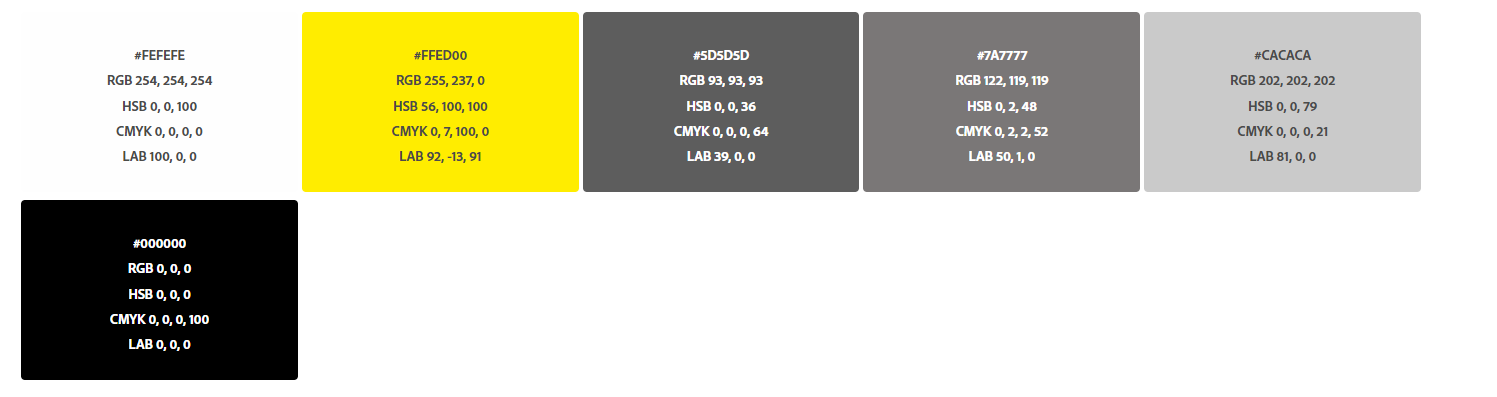 #FEFEFE
RGB 254, 254, 254
HSB 0, 0, 100
CMYK 0, 0, 0, 0
LAB 100, 0, 0
#FFED00
RGB 255, 237, 0
HSB 56, 100, 100
CMYK 0, 7, 100, 0
LAB 92, -13, 91
#5D5D5D
RGB 93, 93, 93
HSB 0, 0, 36
CMYK 0, 0, 0, 64
LAB 39, 0, 0
#7A7777
RGB 122, 119, 119
HSB 0, 2, 48
CMYK 0, 2, 2, 52
LAB 50, 1, 0
#CACACA
RGB 202, 202, 202
HSB 0, 0, 79
CMYK 0, 0, 0, 21
LAB 81, 0, 0
#000000
RGB 0, 0, 0
HSB 0, 0, 0
CMYK 0, 0, 0, 100
LAB 0, 0, 0